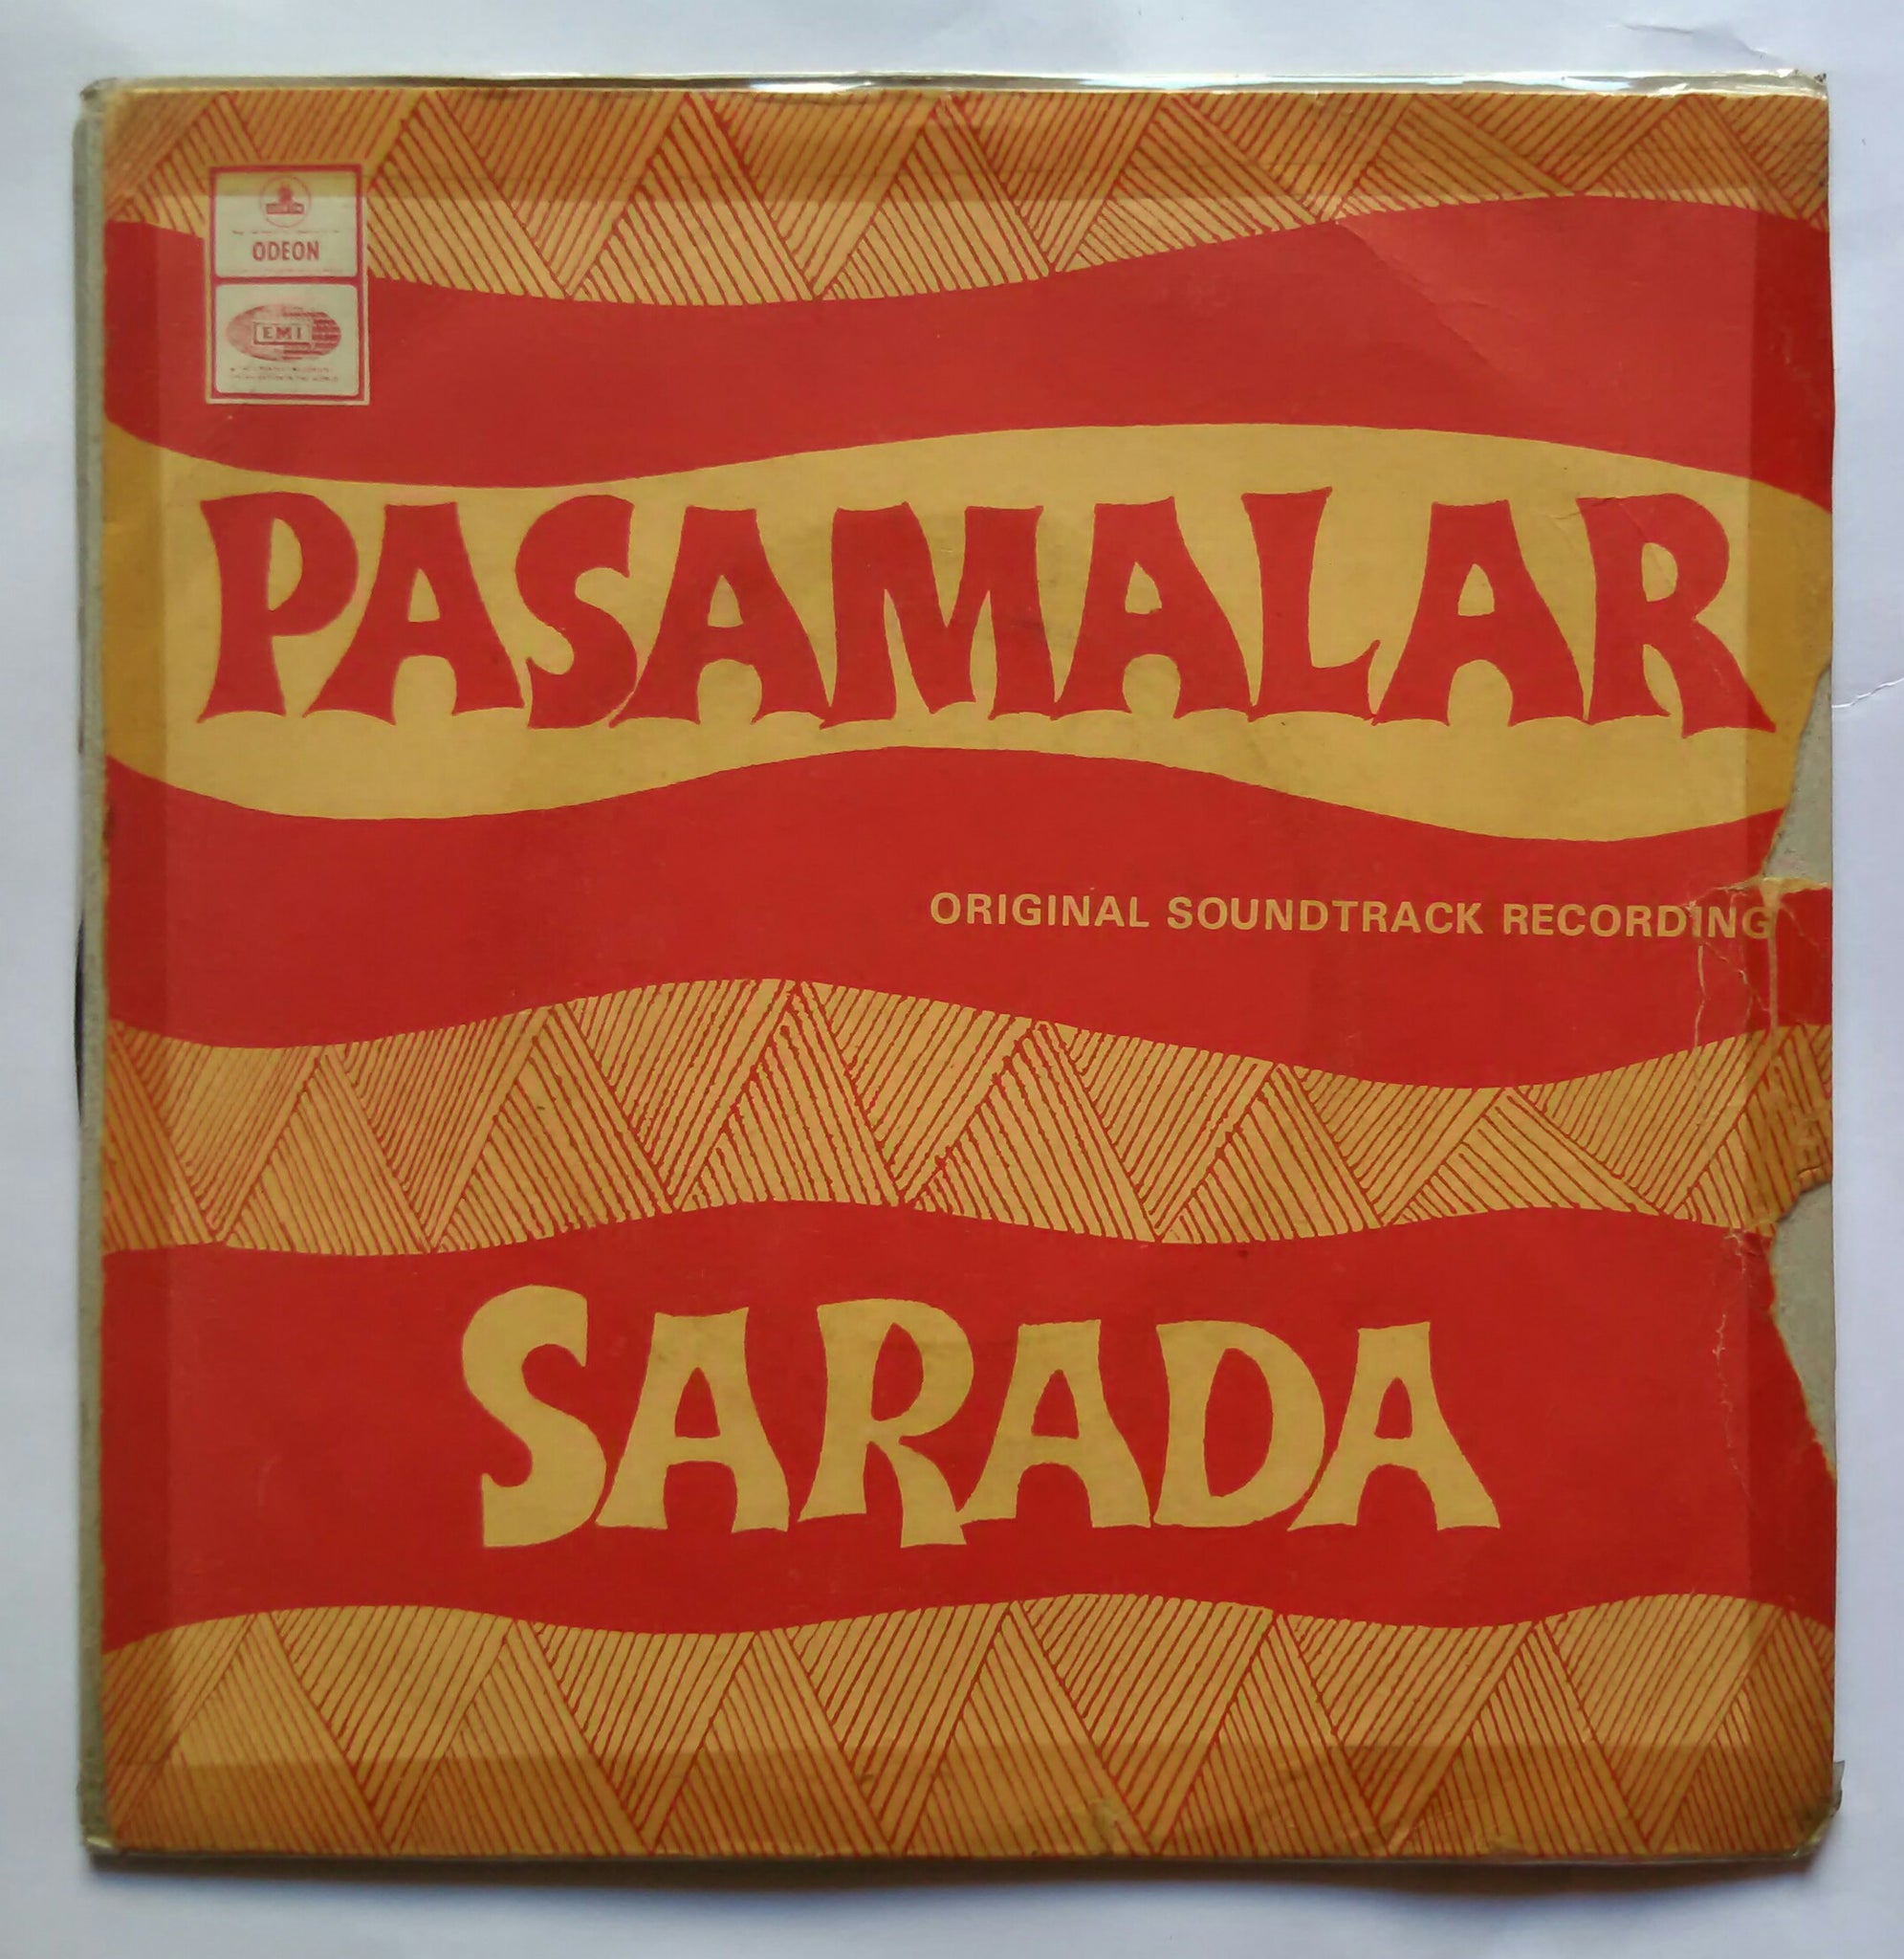 ODEON
EMI
PASAMALAR
ORIGINAL SOUNDTRACK RECORDING
SARADA